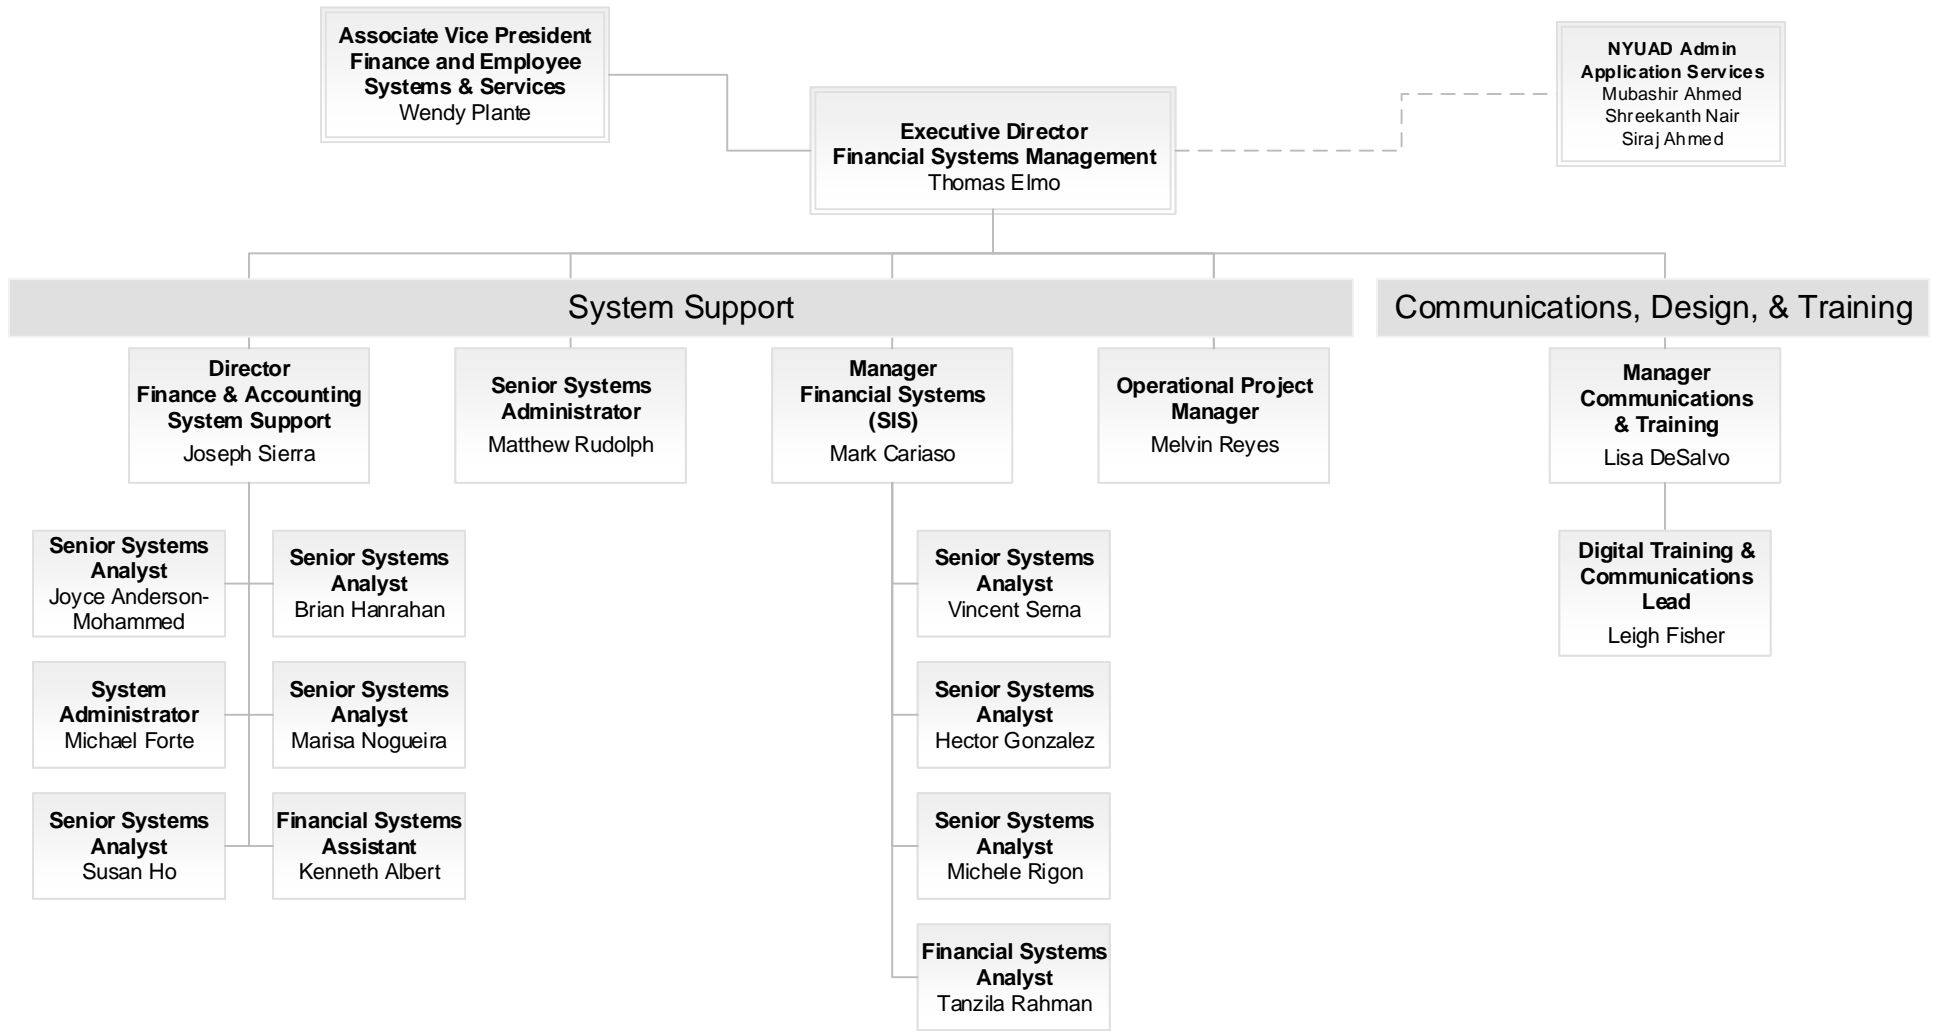 Associate Vice President
Finance and Employee
Systems & Services
Wendy Plante
NYUAD Admin
Application Services
Mubashir Ahmed
Shreekanth Nair
Siraj Ahmed
Executive Director
Financial Systems Management
Thomas Elmo
System Support
Communications, Design, & Training
Director
Finance & Accounting
System Support
Joseph Sierra
Senior Systems
Administrator
Matthew Rudolph
Manager
Financial Systems
(SIS)
Mark Cariaso
Operational Project
Manager
Melvin Reyes
Manager
Communications
& Training
Lisa DeSalvo
Senior Systems
Analyst
Joyce Anderson-
Mohammed
Senior Systems
Analyst
Brian Hanrahan
Senior Systems
Analyst
Vincent Serna
Digital Training &
Communications
Lead
Leigh Fisher
System
Administrator
Michael Forte
Senior Systems
Analyst
Marisa Nogueira
Senior Systems
Analyst
Hector Gonzalez
Senior Systems
Analyst
Susan Ho
Financial Systems
Assistant
Kenneth Albert
Senior Systems
Analyst
Michele Rigon
Financial Systems
Analyst
Tanzila Rahman